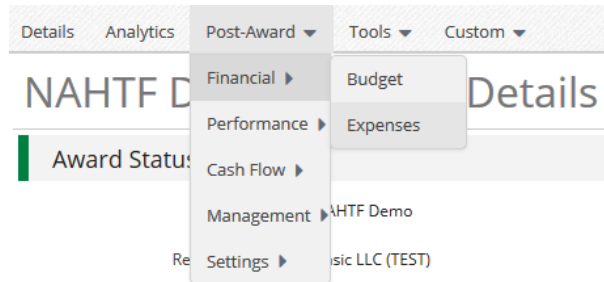 Details Analytics Post-Award Tools Custom
NAHTF D Details
Financial Budget
Performance Expenses
Award Status
Cash Flow
Management AHTF Demo
Re Settings sic LLC (TEST)